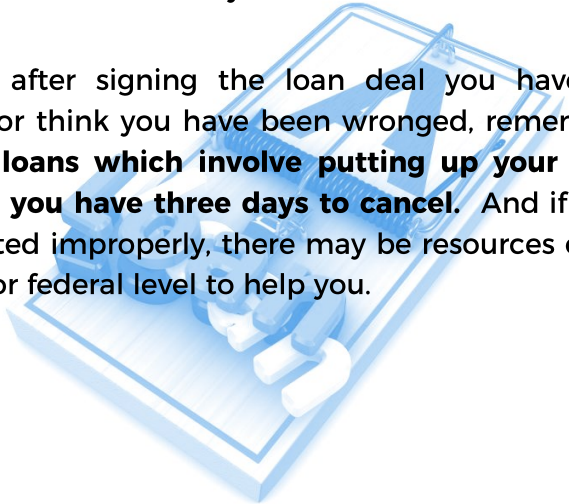 after signing the loan deal you have
or think you have been wronged, remem
loans which involve putting up your
you have three days to cancel. And if
ted improperly, there may be resources
or federal level to help you.
Loan